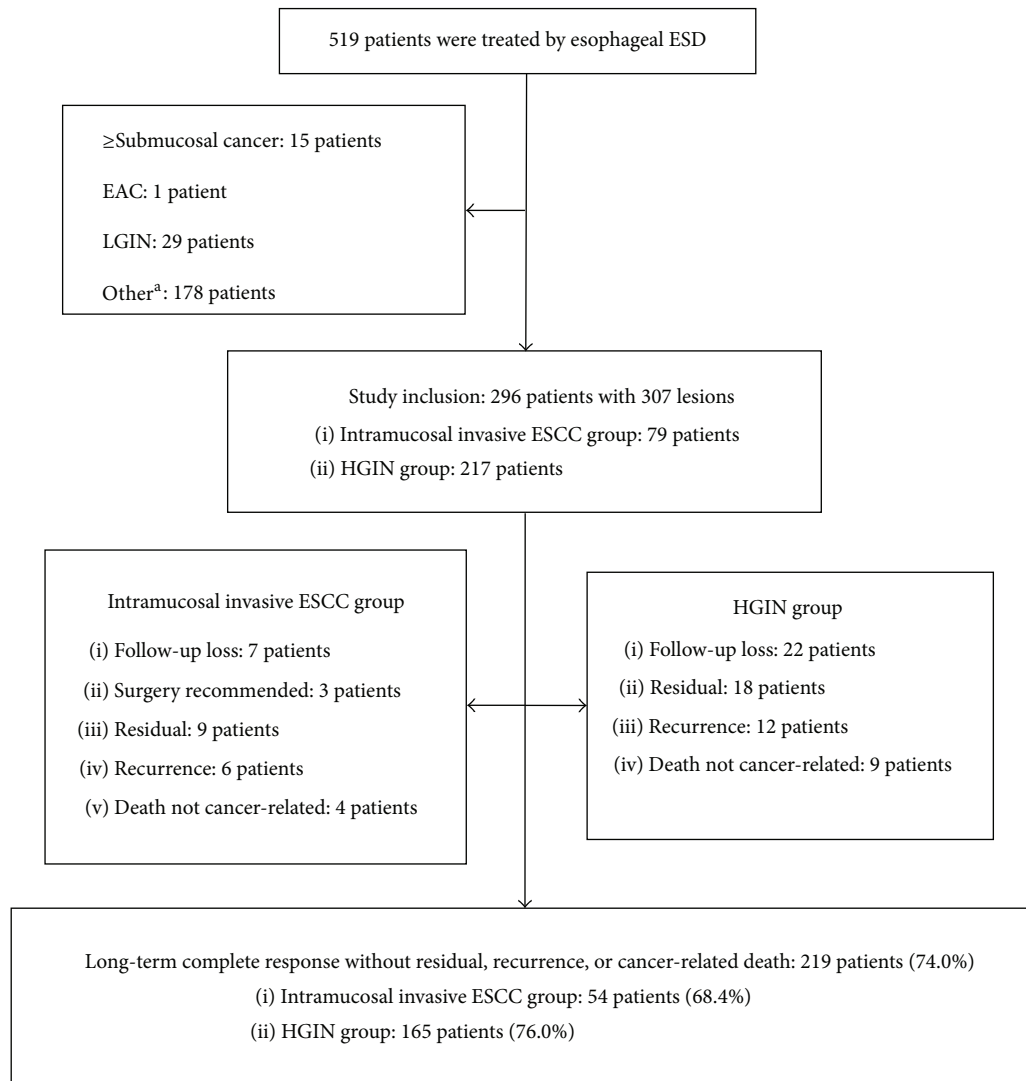 519 patients were treated by esophageal ESD
≥Submucosal cancer: 15 patients
EAC: 1 patient
LGIN: 29 patients
Otherᵃ: 178 patients
Study inclusion: 296 patients with 307 lesions
(i) Intramucosal invasive ESCC group: 79 patients
(ii) HGIN group: 217 patients
Intramucosal invasive ESCC group
(i) Follow-up loss: 7 patients
(ii) Surgery recommended: 3 patients
(iii) Residual: 9 patients
(iv) Recurrence: 6 patients
(v) Death not cancer-related: 4 patients
HGIN group
(i) Follow-up loss: 22 patients
(ii) Residual: 18 patients
(iii) Recurrence: 12 patients
(iv) Death not cancer-related: 9 patients
Long-term complete response without residual, recurrence, or cancer-related death: 219 patients (74.0%)
(i) Intramucosal invasive ESCC group: 54 patients (68.4%)
(ii) HGIN group: 165 patients (76.0%)